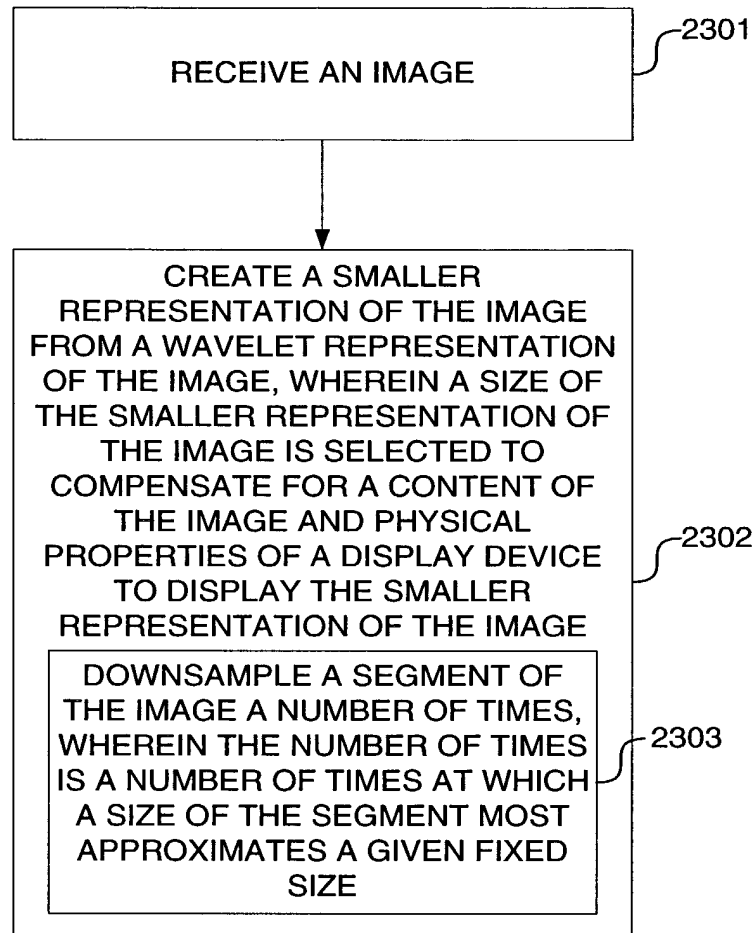 2301
RECEIVE AN IMAGE
CREATE A SMALLER
REPRESENTATION OF THE IMAGE
FROM A WAVELET REPRESENTATION
OF THE IMAGE, WHEREIN A SIZE OF
THE SMALLER REPRESENTATION OF
THE IMAGE IS SELECTED TO
COMPENSATE FOR A CONTENT OF
THE IMAGE AND PHYSICAL
PROPERTIES OF A DISPLAY DEVICE
TO DISPLAY THE SMALLER
REPRESENTATION OF THE IMAGE
2302
DOWNSAMPLE A SEGMENT OF
THE IMAGE A NUMBER OF TIMES,
WHEREIN THE NUMBER OF TIMES
IS A NUMBER OF TIMES AT WHICH
A SIZE OF THE SEGMENT MOST
APPROXIMATES A GIVEN FIXED
SIZE
2303